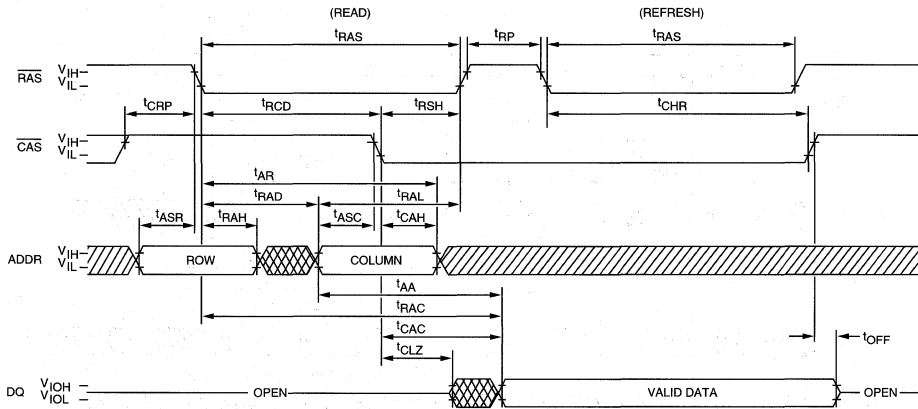 (READ) (REFRESH)
tRAS tRP tRAS
RAS VIH VIL
tCRP tRCD tRSH tCHR
CAS VIH VIL
tAR
tRAD tRAL
tASR tRAH tASC tCAH
ADDR VIH VIL ROW COLUMN
tAA
tRAC
tCAC
tCLZ tOFF
DQ VIOH VIOL OPEN VALID DATA OPEN